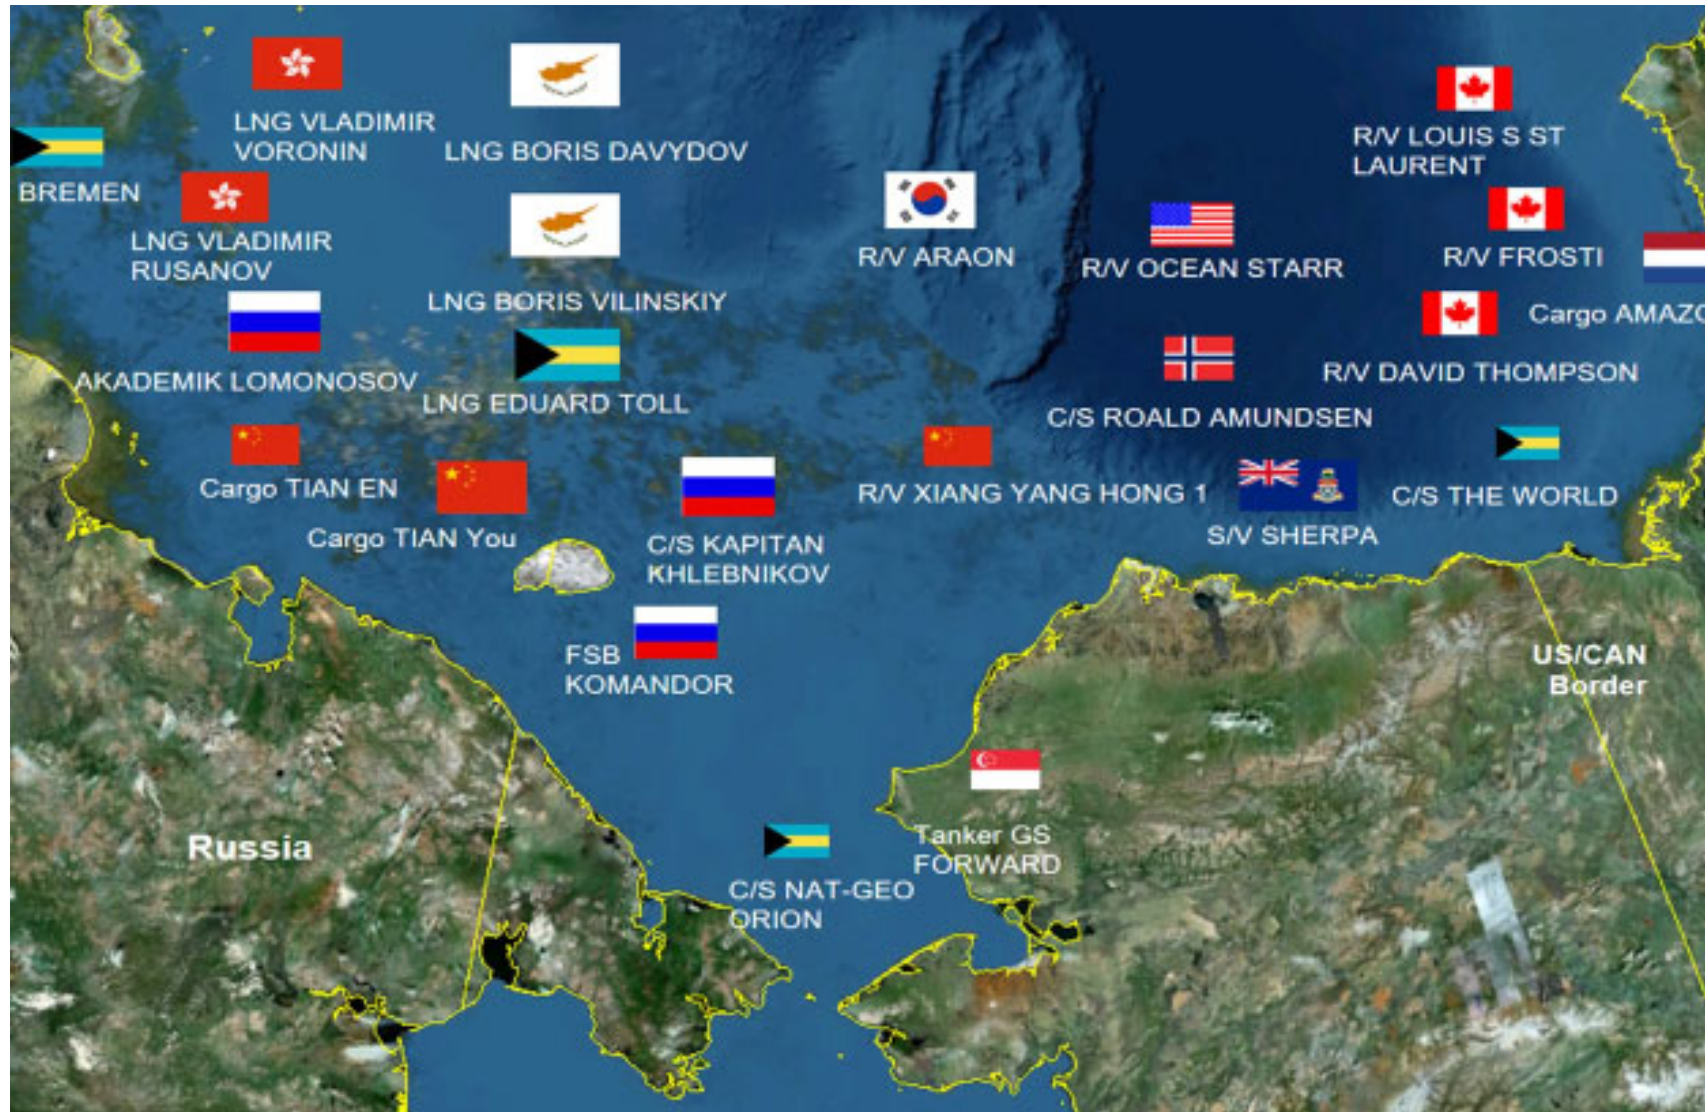 LNG VLADIMIR
VORONIN
LNG BORIS DAVYDOV
R/V LOUIS S ST
LAURENT
BREMEN
LNG VLADIMIR
RUSANOV
R/V ARAON
R/V OCEAN STARR
R/V FROSTI
LNG BORIS VILINSKIY
Cargo AMAZO
AKADEMIK LOMONOSOV
LNG EDUARD TOLL
R/V DAVID THOMPSON
C/S ROALD AMUNDSEN
Cargo TIAN EN
R/V XIANG YANG HONG 1
C/S THE WORLD
Cargo TIAN You
S/V SHERPA
C/S KAPITAN
KHLEBNIKOV
FSB
KOMANDOR
US/CAN
Border
Russia
Tanker GS
FORWARD
C/S NAT-GEO
ORION